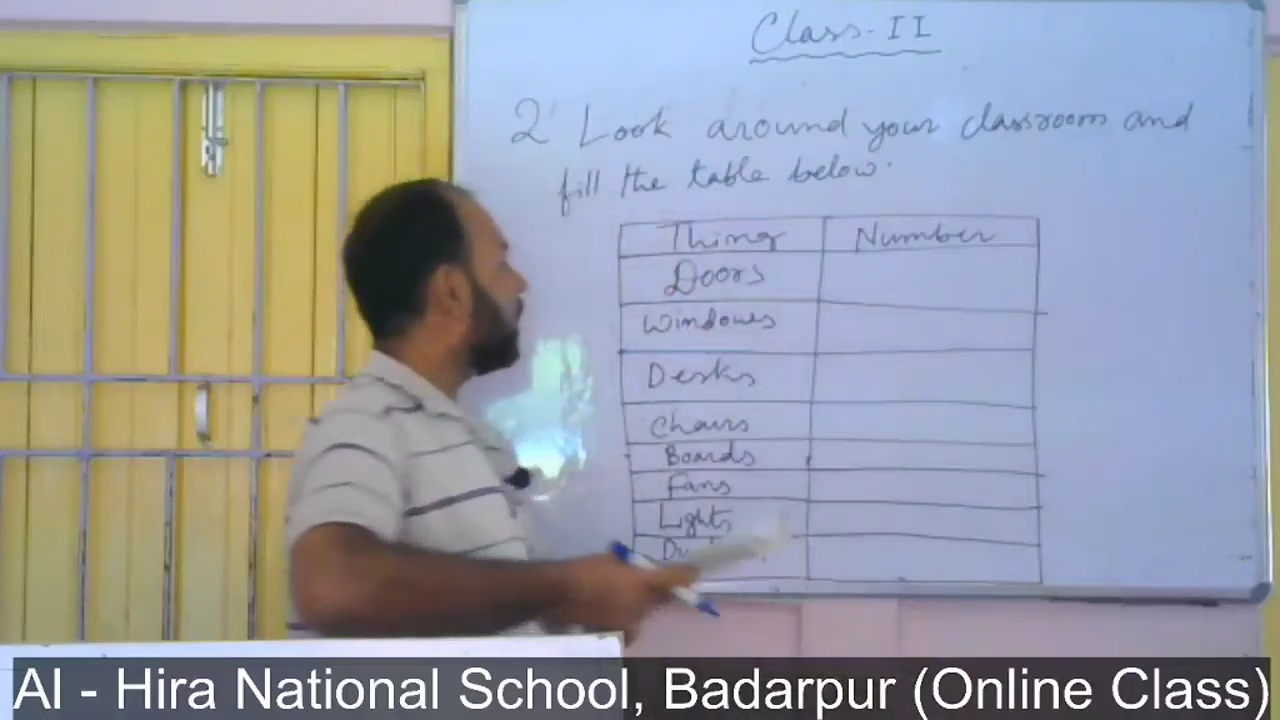 Class-II
2 Look around your classroom and
fill the table below.
Thing Number
Doors
Windows
Desks
Chairs
Boards
Fans
Lights
Al - Hira National School, Badarpur (Online Class)